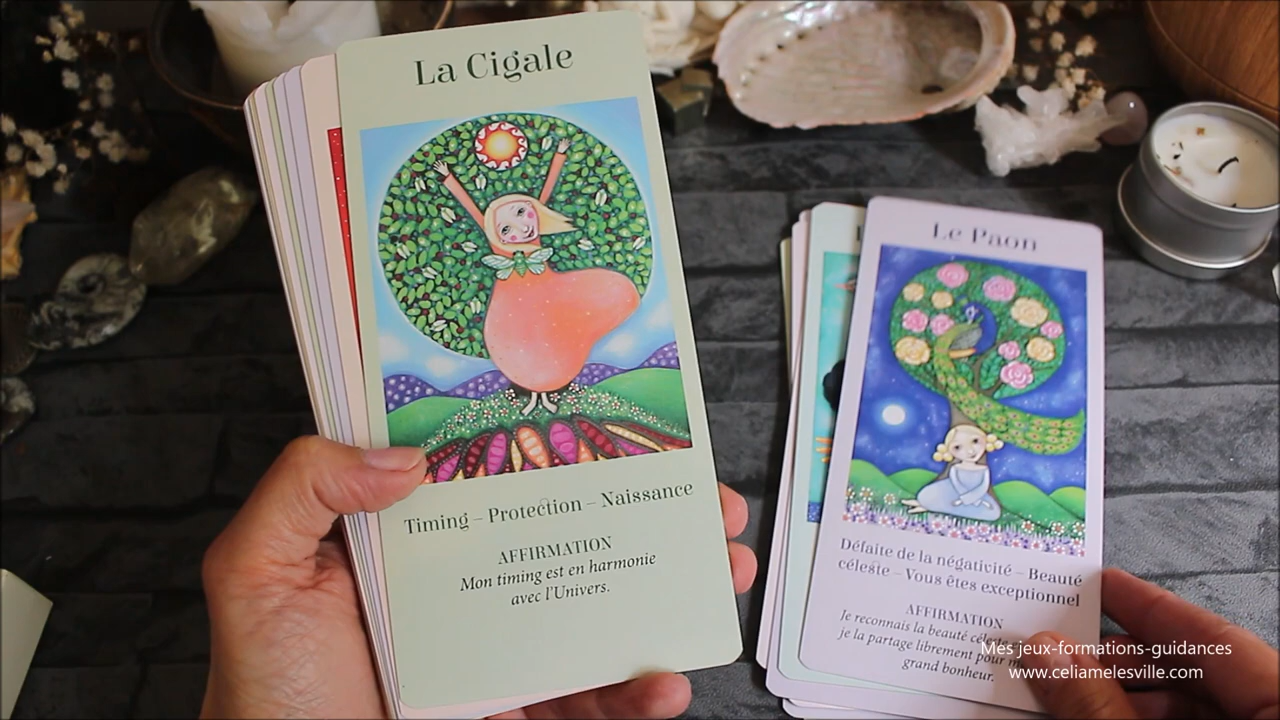 La Cigale
Timing – Protection – Naissance
AFFIRMATION
Mon timing est en harmonie
avec l'Univers.
Le Paon
Défaite de la négativité – Beauté
céleste – Vous êtes exceptionnel
AFFIRMATION
Je reconnais la beauté céleste
je la partage librement pour
grand bonheur.
Mes jeux-formations-guidances
www.celiamelesville.com